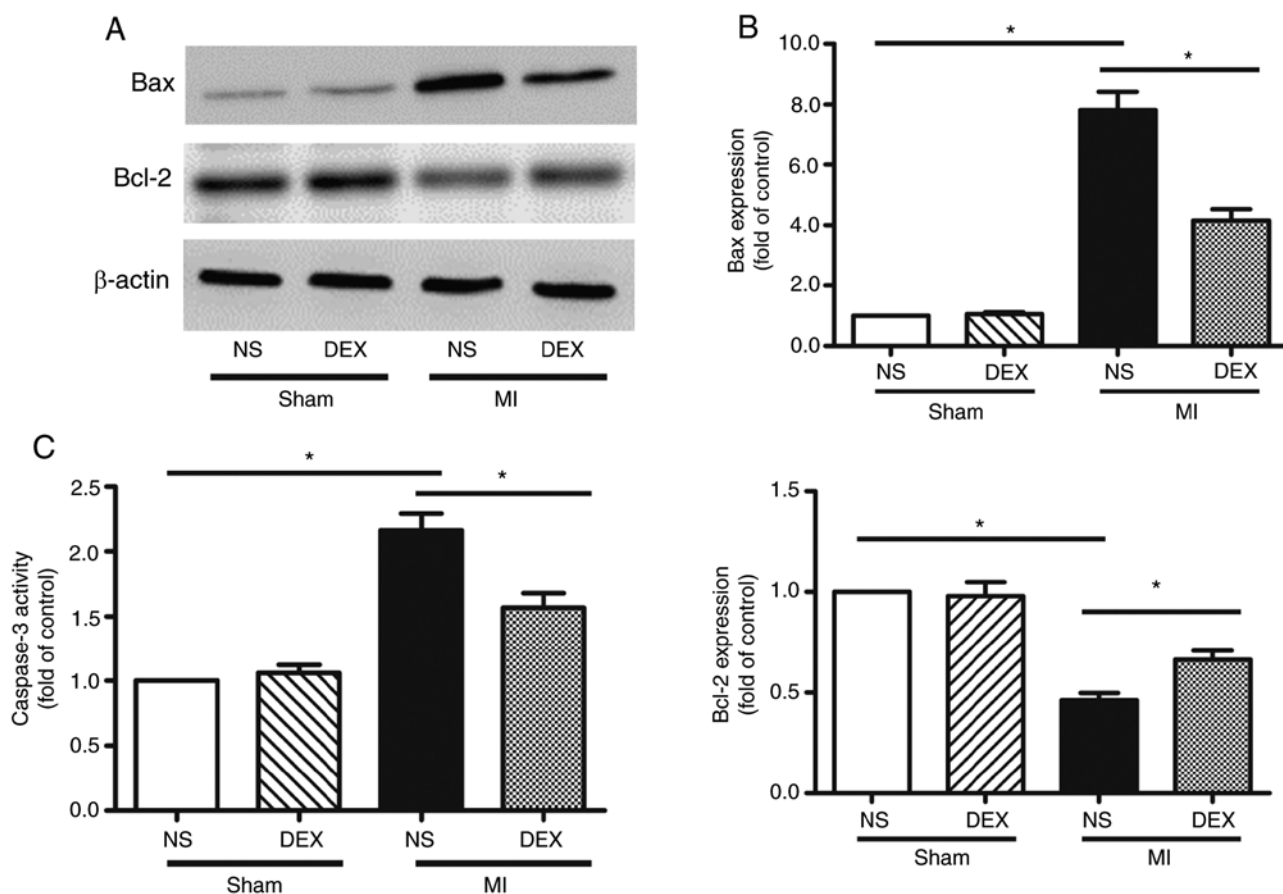 A
Bax
Bcl-2
β-actin
NS DEX NS DEX
Sham MI
B
* *
Bax expression
(fold of control)
10.0
8.0
6.0
4.0
2.0
1.0
0.0
NS DEX NS DEX
Sham MI
C
* *
Caspase-3 activity
(fold of control)
2.5
2.0
1.5
1.0
0.5
0.0
NS DEX NS DEX
Sham MI
* *
Bcl-2 expression
(fold of control)
1.5
1.0
0.5
0.0
NS DEX NS DEX
Sham MI